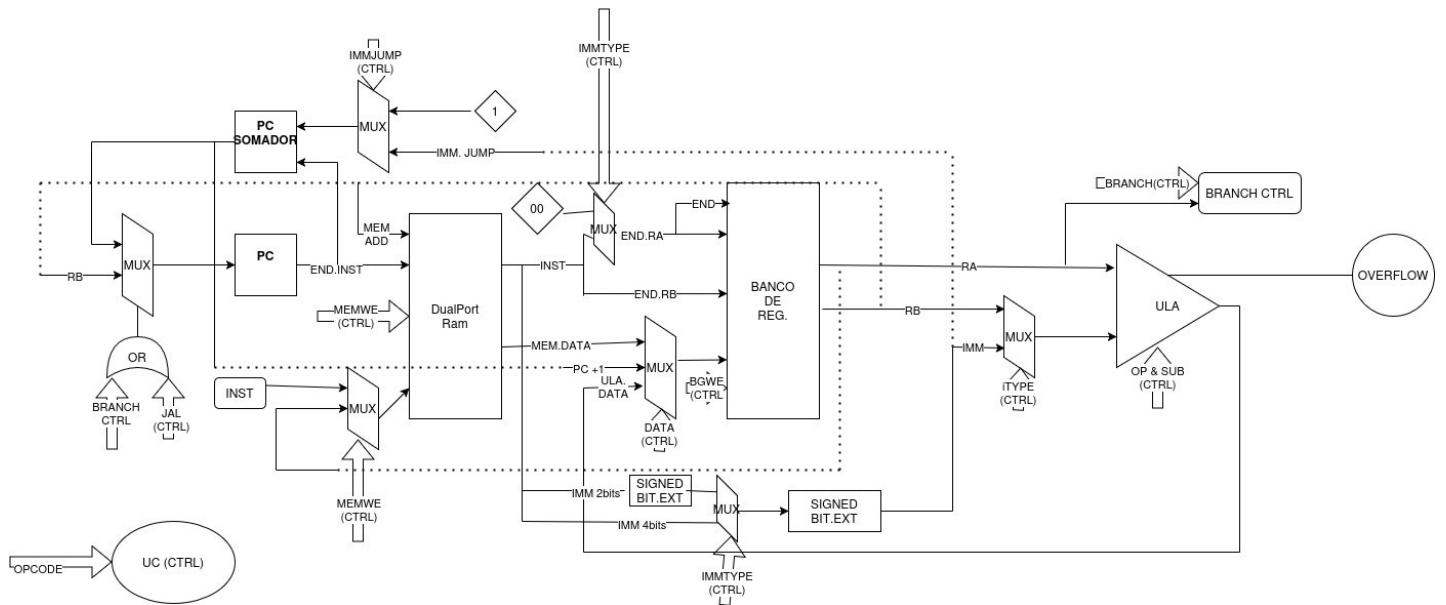 IMMJUMP
(CTRL)
IMMTYPE
(CTRL)
PC
SOMADOR
MUX
1
IMM. JUMP
BRANCH(CTRL)
BRANCH CTRL
00
MUX
END
END.RA
MEM
ADD
MUX
PC
RB
END.INST
INST
END.RB
RA
OVERFLOW
MEMWE
(CTRL)
DualPort
Ram
BANCO
DE
REG.
RB
ULA
MUX
IMM
OR
MEM.DATA
PC +1
ULA.
DATA
MUX
BGWE
(CTRL
INST
MUX
BRANCH
CTRL
JAL
(CTRL)
DATA
(CTRL)
iTYPE
(CTRL)
OP & SUB
(CTRL)
MEMWE
(CTRL)
IMM 2bits
SIGNED
BIT.EXT
MUX
SIGNED
BIT.EXT
IMM 4bits
OPCODE
UC (CTRL)
IMMTYPE
(CTRL)